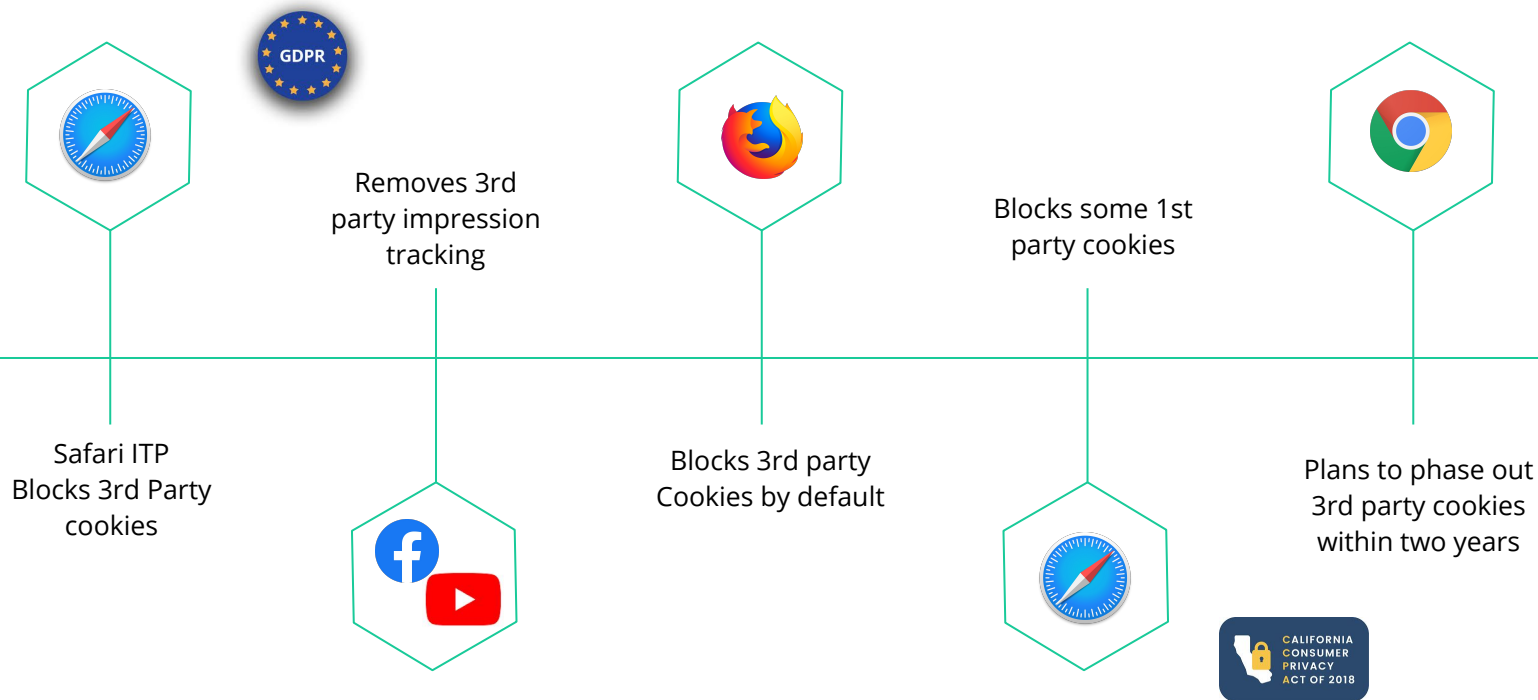 GDPR
Removes 3rd
party impression
tracking
Blocks some 1st
party cookies
Safari ITP
Blocks 3rd Party
cookies
Blocks 3rd party
Cookies by default
Plans to phase out
3rd party cookies
within two years
CALIFORNIA
CONSUMER
PRIVACY
ACT OF 2018